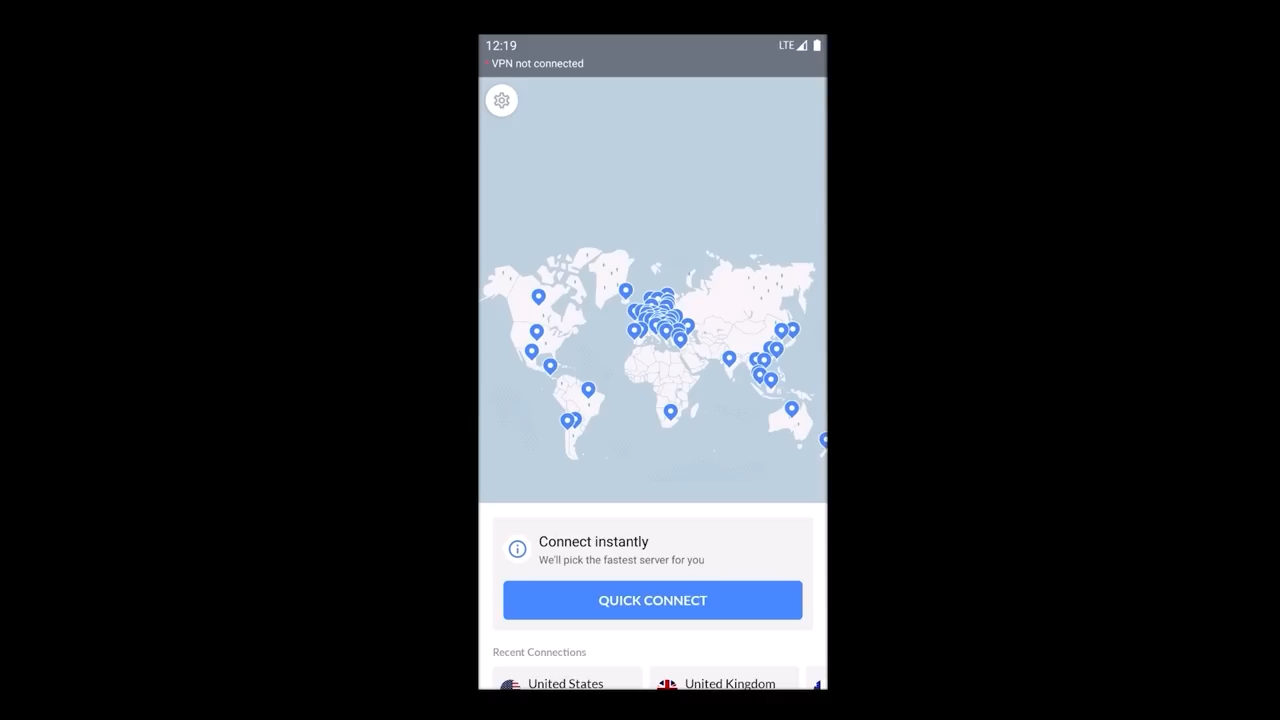 12:19
LTE
VPN not connected
Connect instantly
We'll pick the fastest server for you
QUICK CONNECT
Recent Connections
United States
United Kingdom